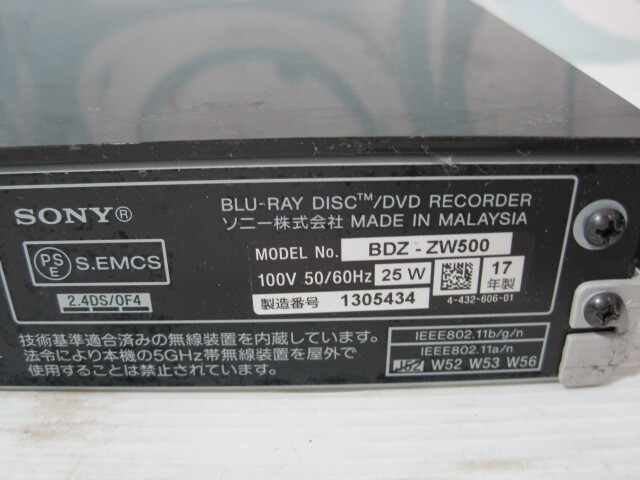 SONY®
BLU-RAY DISC™/DVD RECORDER
ソニー株式会社 MADE IN MALAYSIA
PS E S.EMCS
MODEL No. BDZ - ZW500
100V 50/60Hz 25 W
17年製
2.4DS/OF4
製造番号 1305434
4-432-606-01
技術基準適合済みの無線装置を内蔵しています。
法令により本機の5GHz帯無線装置を屋外で
使用することは禁止されています。
IEEE802.11b/g/n
IEEE802.11a/n
J52 W52 W53 W56